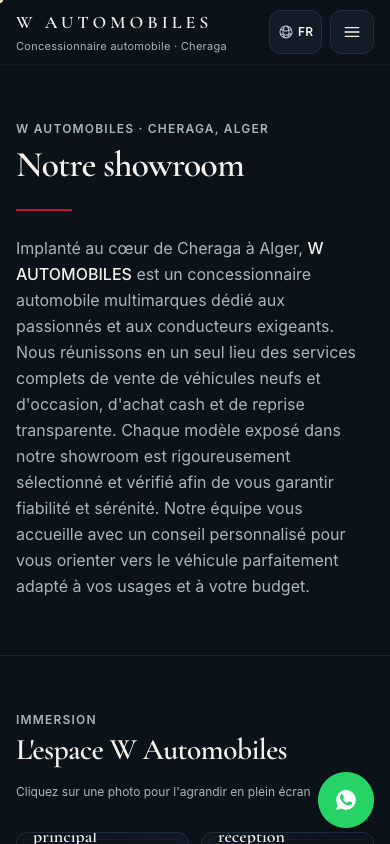 W AUTOMOBILES
Concessionnaire automobile · Cheraga
FR
W AUTOMOBILES · CHERAGA, ALGER
Notre showroom
Implanté au cœur de Cheraga à Alger, W
AUTOMOBILES est un concessionnaire
automobile multimarques dédié aux
passionnés et aux conducteurs exigeants.
Nous réunissons en un seul lieu des services
complets de vente de véhicules neufs et
d'occasion, d'achat cash et de reprise
transparente. Chaque modèle exposé dans
notre showroom est rigoureusement
sélectionné et vérifié afin de vous garantir
fiabilité et sérénité. Notre équipe vous
accueille avec un conseil personnalisé pour
vous orienter vers le véhicule parfaitement
adapté à vos usages et à votre budget.
IMMERSION
L'espace W Automobiles
Cliquez sur une photo pour l'agrandir en plein écran
principal
reception